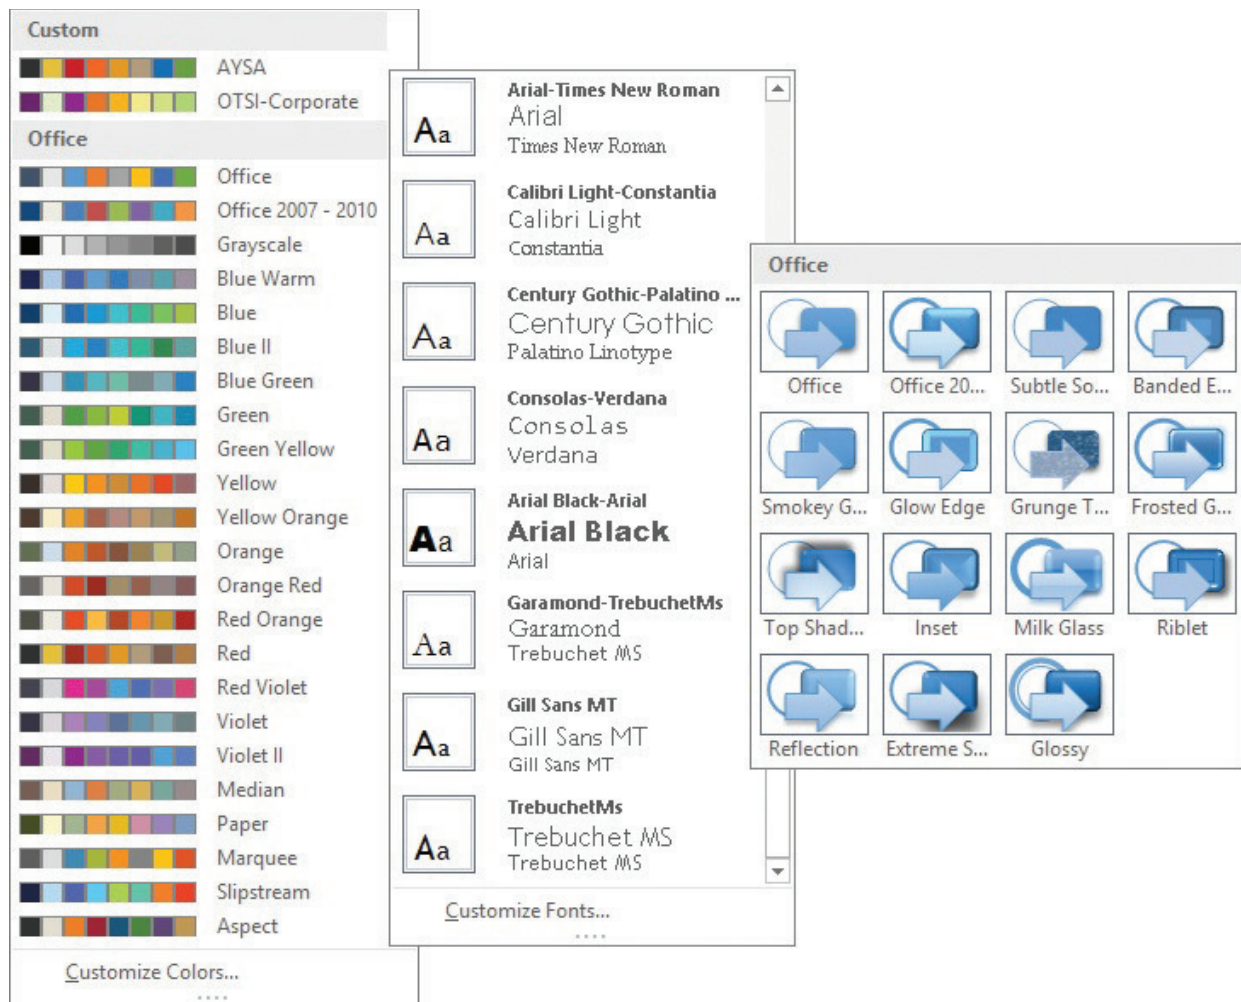 Custom
AYSA
OTSI-Corporate
Office
Office
Office 2007 - 2010
Grayscale
Blue Warm
Blue
Blue II
Blue Green
Green
Green Yellow
Yellow
Yellow Orange
Orange
Orange Red
Red Orange
Red
Red Violet
Violet
Violet II
Median
Paper
Marquee
Slipstream
Aspect
Customize Colors...
Aa
Arial-Times New Roman
Arial
Times New Roman
Aa
Calibri Light-Constantia
Calibri Light
Constantia
Aa
Century Gothic-Palatino ...
Century Gothic
Palatino Linotype
Aa
Consolas-Verdana
Consolas
Verdana
Aa
Arial Black-Arial
Arial Black
Arial
Aa
Garamond-TrebuchetMs
Garamond
Trebuchet MS
Aa
Gill Sans MT
Gill Sans MT
Gill Sans MT
Aa
TrebuchetMs
Trebuchet MS
Trebuchet MS
Customize Fonts...
Office
Office Office 20... Subtle So... Banded E...
Smokey G... Glow Edge Grunge T... Frosted G...
Top Shad... Inset Milk Glass Riblet
Reflection Extreme S... Glossy